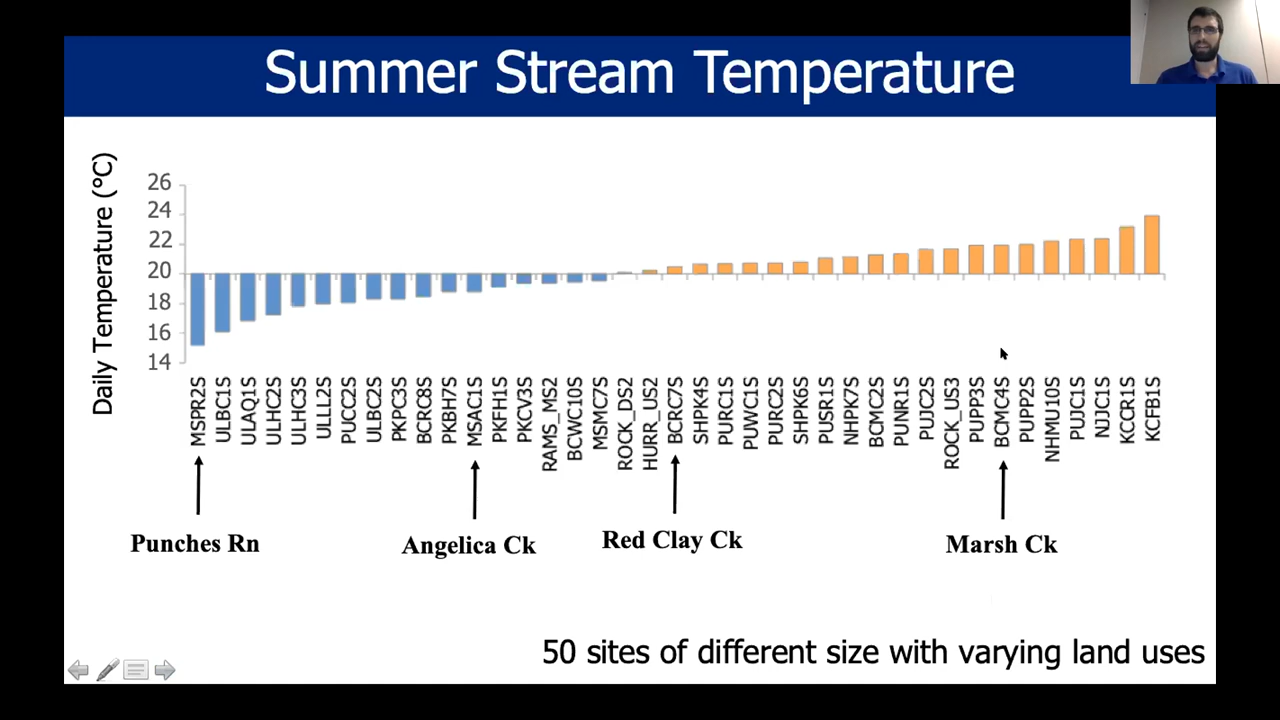 Summer Stream Temperature
Daily Temperature (°C)
26
24
22
20
18
16
14
MSPR2S
ULBC1S
ULAQ1S
ULHC2S
ULHC3S
ULLL2S
PUCC2S
ULBC2S
PKPC3S
BCRC8S
PKBH7S
MSAC1S
PKFH1S
PKCV3S
RAMS_MS2
BCWC10S
MSMC7S
ROCK_DS2
HURR_US2
BCRC7S
SHPK4S
PURC1S
PUWC1S
PURC2S
SHPK6S
PUSR1S
NHPK7S
BCMC2S
PUNR1S
PUJC2S
ROCK_US3
PUPP3S
BCMC4S
PUPP2S
NHMU10S
PUJC1S
NJJC1S
KCCR1S
KCFB1S
Punches Rn
Angelica Ck
Red Clay Ck
Marsh Ck
50 sites of different size with varying land uses